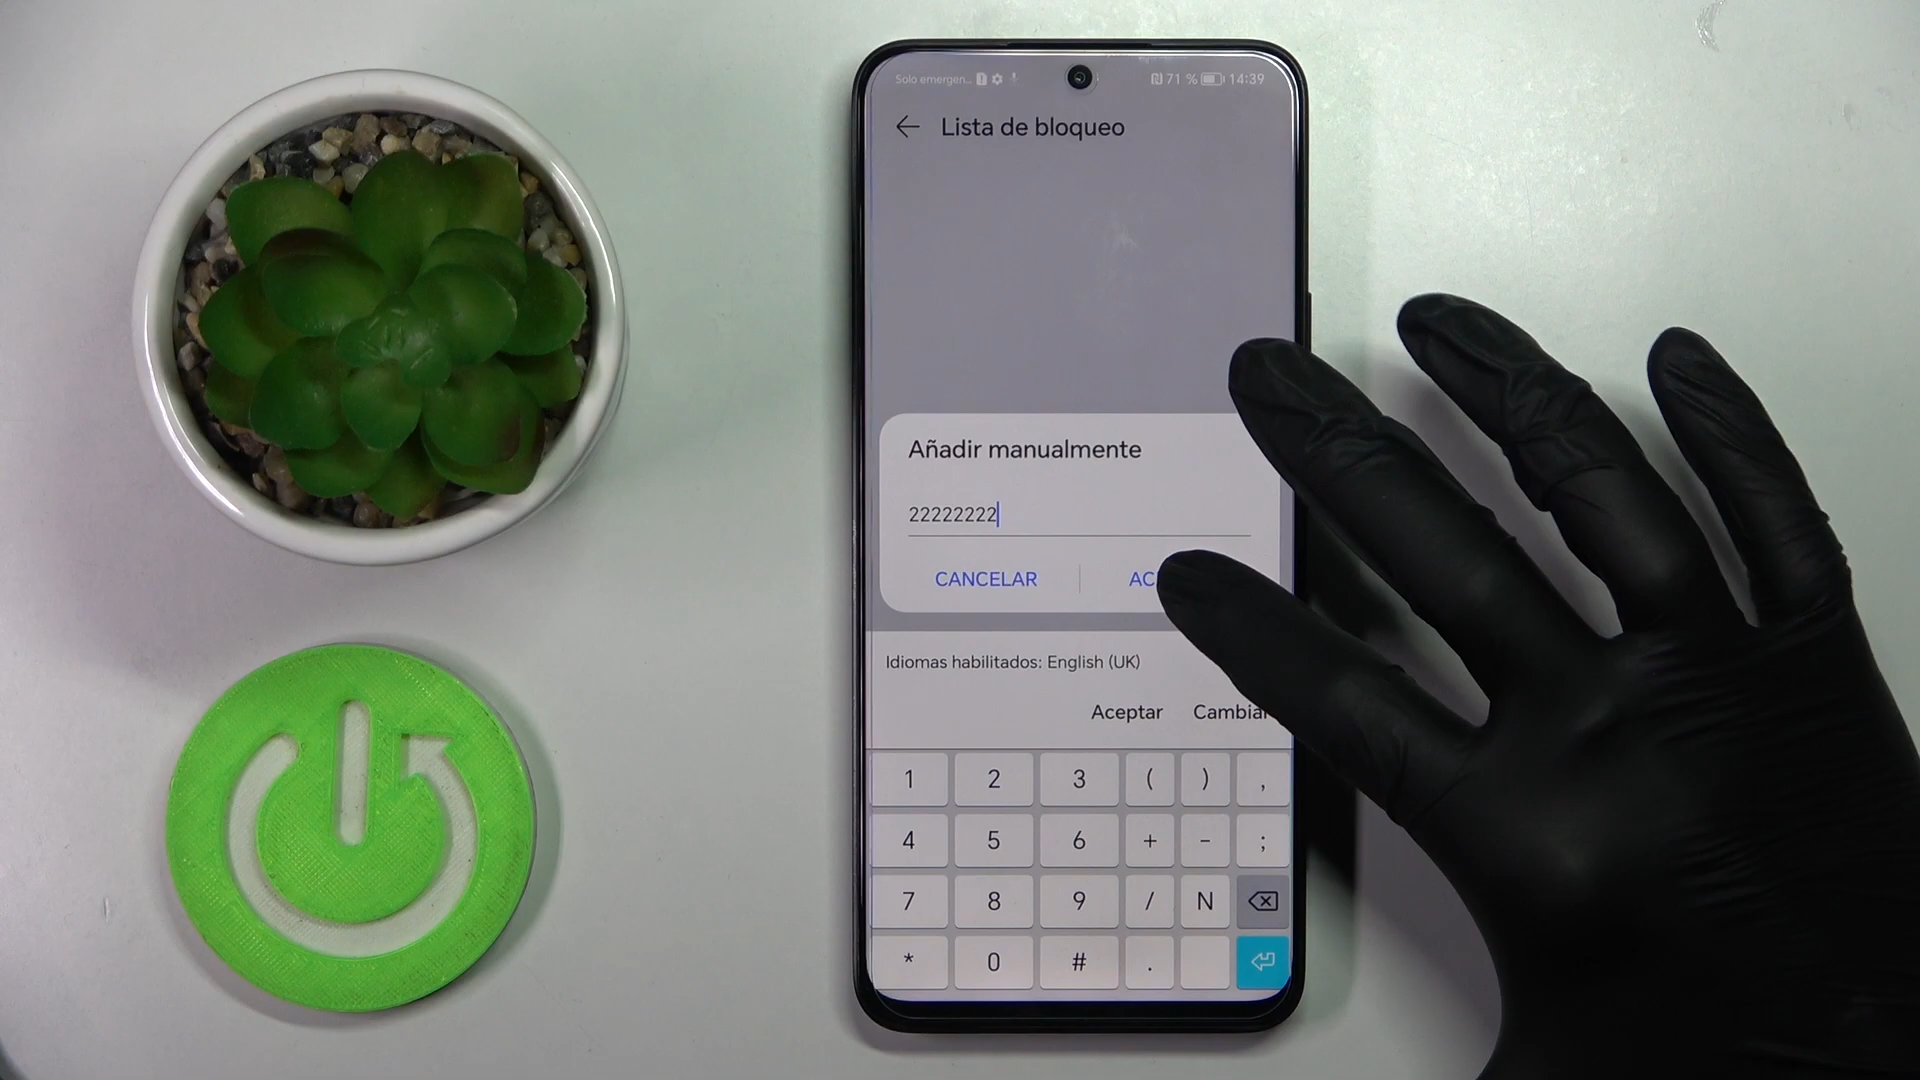 Solo emergen... 71 % 14:39
Lista de bloqueo
Añadir manualmente
22222222
CANCELAR
Idiomas habilitados: English (UK)
Aceptar Cambiar
1 2 3 ( ) ,
4 5 6 + - ;
7 8 9 / N
* 0 # .